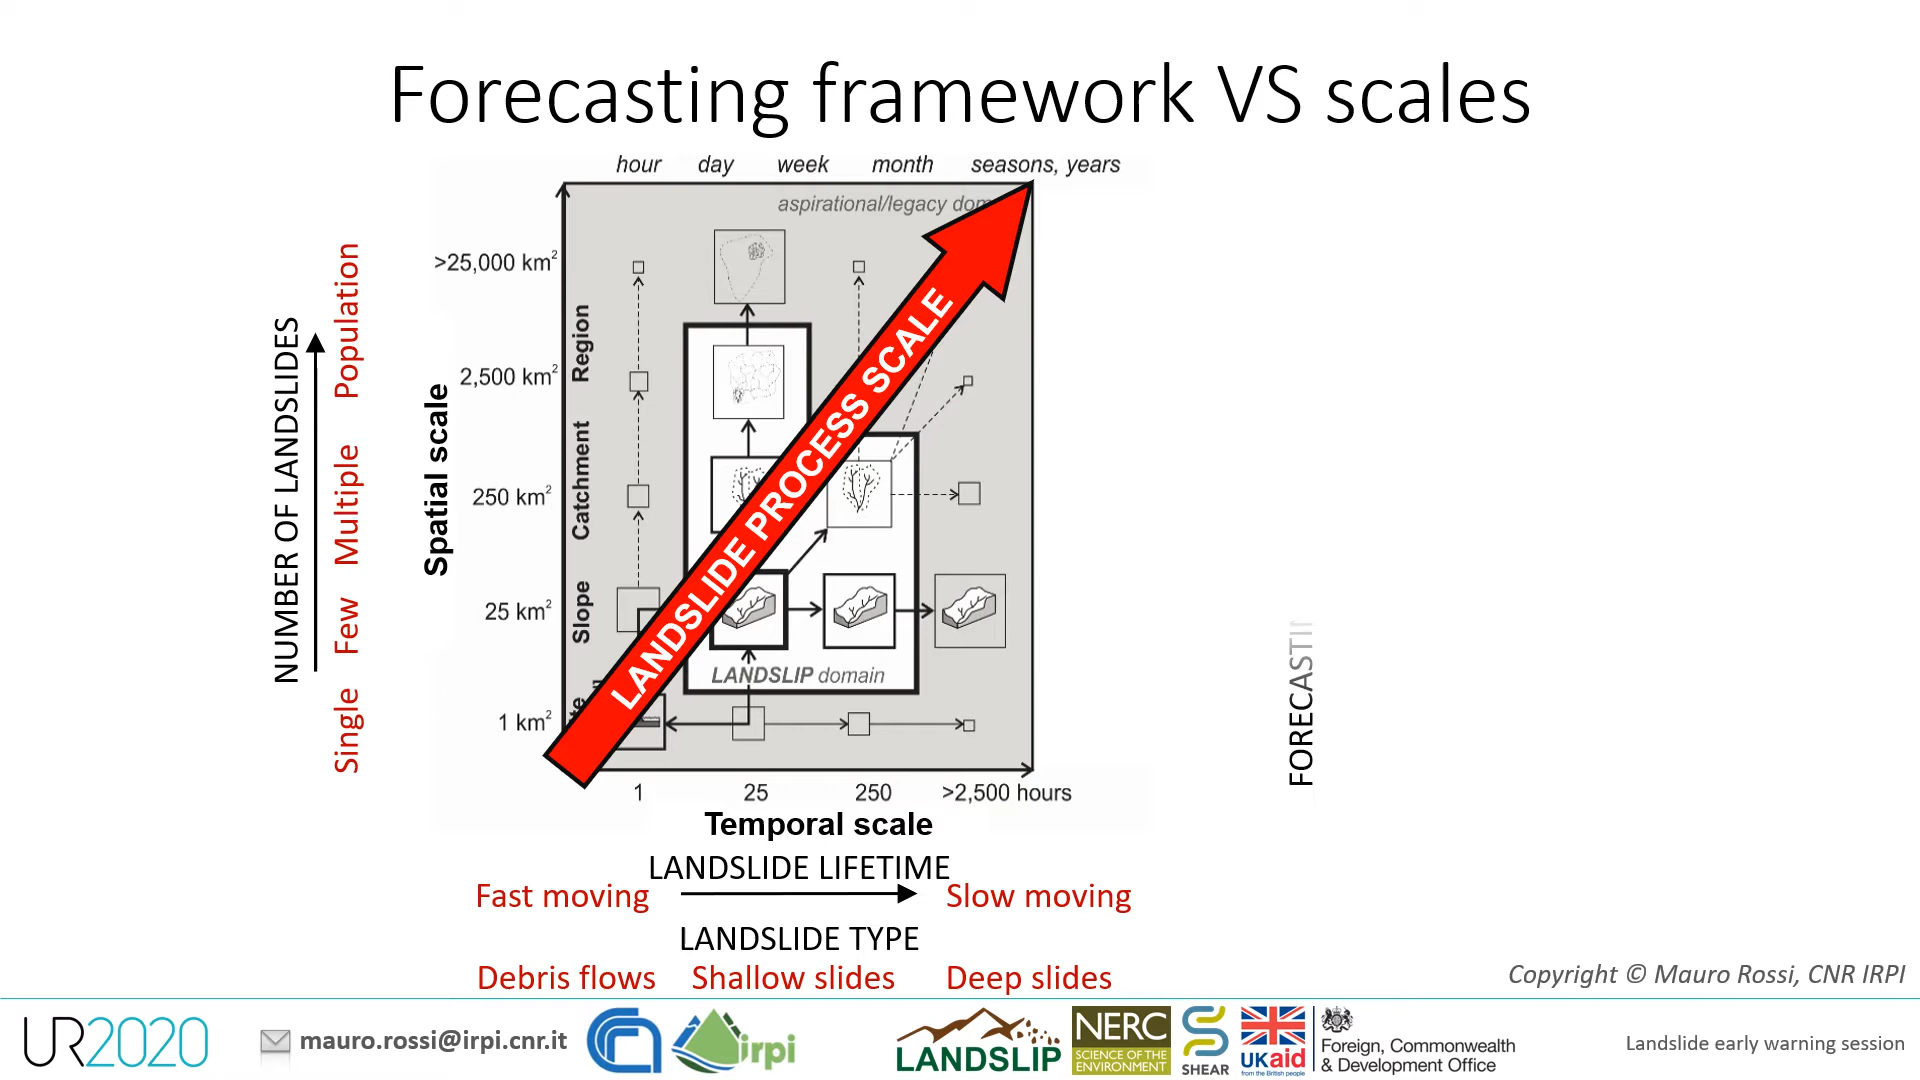 Forecasting framework VS scales
hour day week month seasons, years
aspirational/legacy
>25,000 km²
2,500 km²
250 km²
25 km²
1 km²
Region
Catchment
Slope
Spatial scale
NUMBER OF LANDSLIDES
Single Few Multiple Population
LANDSLIDE PROCESS SCALE
LANDSLIP domain
1 25 250 >2,500 hours
Temporal scale
LANDSLIDE LIFETIME
Fast moving Slow moving
LANDSLIDE TYPE
Debris flows Shallow slides Deep slides
FORECASTIN
Copyright © Mauro Rossi, CNR IRPI
UR2020
mauro.rossi@irpi.cnr.it
irpi
LANDSLIP
NERC
SCIENCE OF THE
ENVIRONMENT
SHEAR
UKaid
from the British people
Foreign, Commonwealth
& Development Office
Landslide early warning session